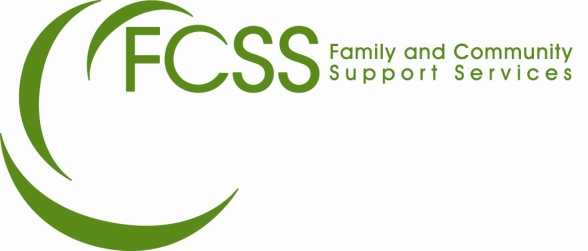 FCSS
Family and Community
Support Services